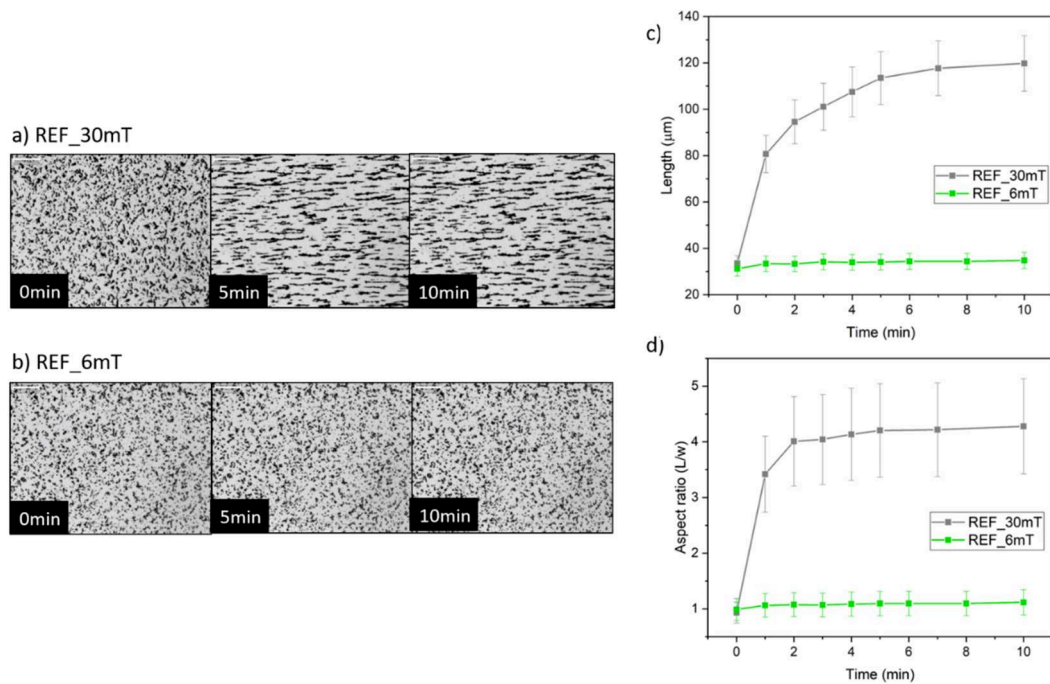 a) REF_30mT
0min
5min
10min
b) REF_6mT
0min
5min
10min
c)
140
120
100
80
60
40
20
Length (μm)
REF_30mT
REF_6mT
0 2 4 6 8 10
Time (min)
d)
5
4
3
2
1
Aspect ratio (L/w)
REF_30mT
REF_6mT
0 2 4 6 8 10
Time (min)